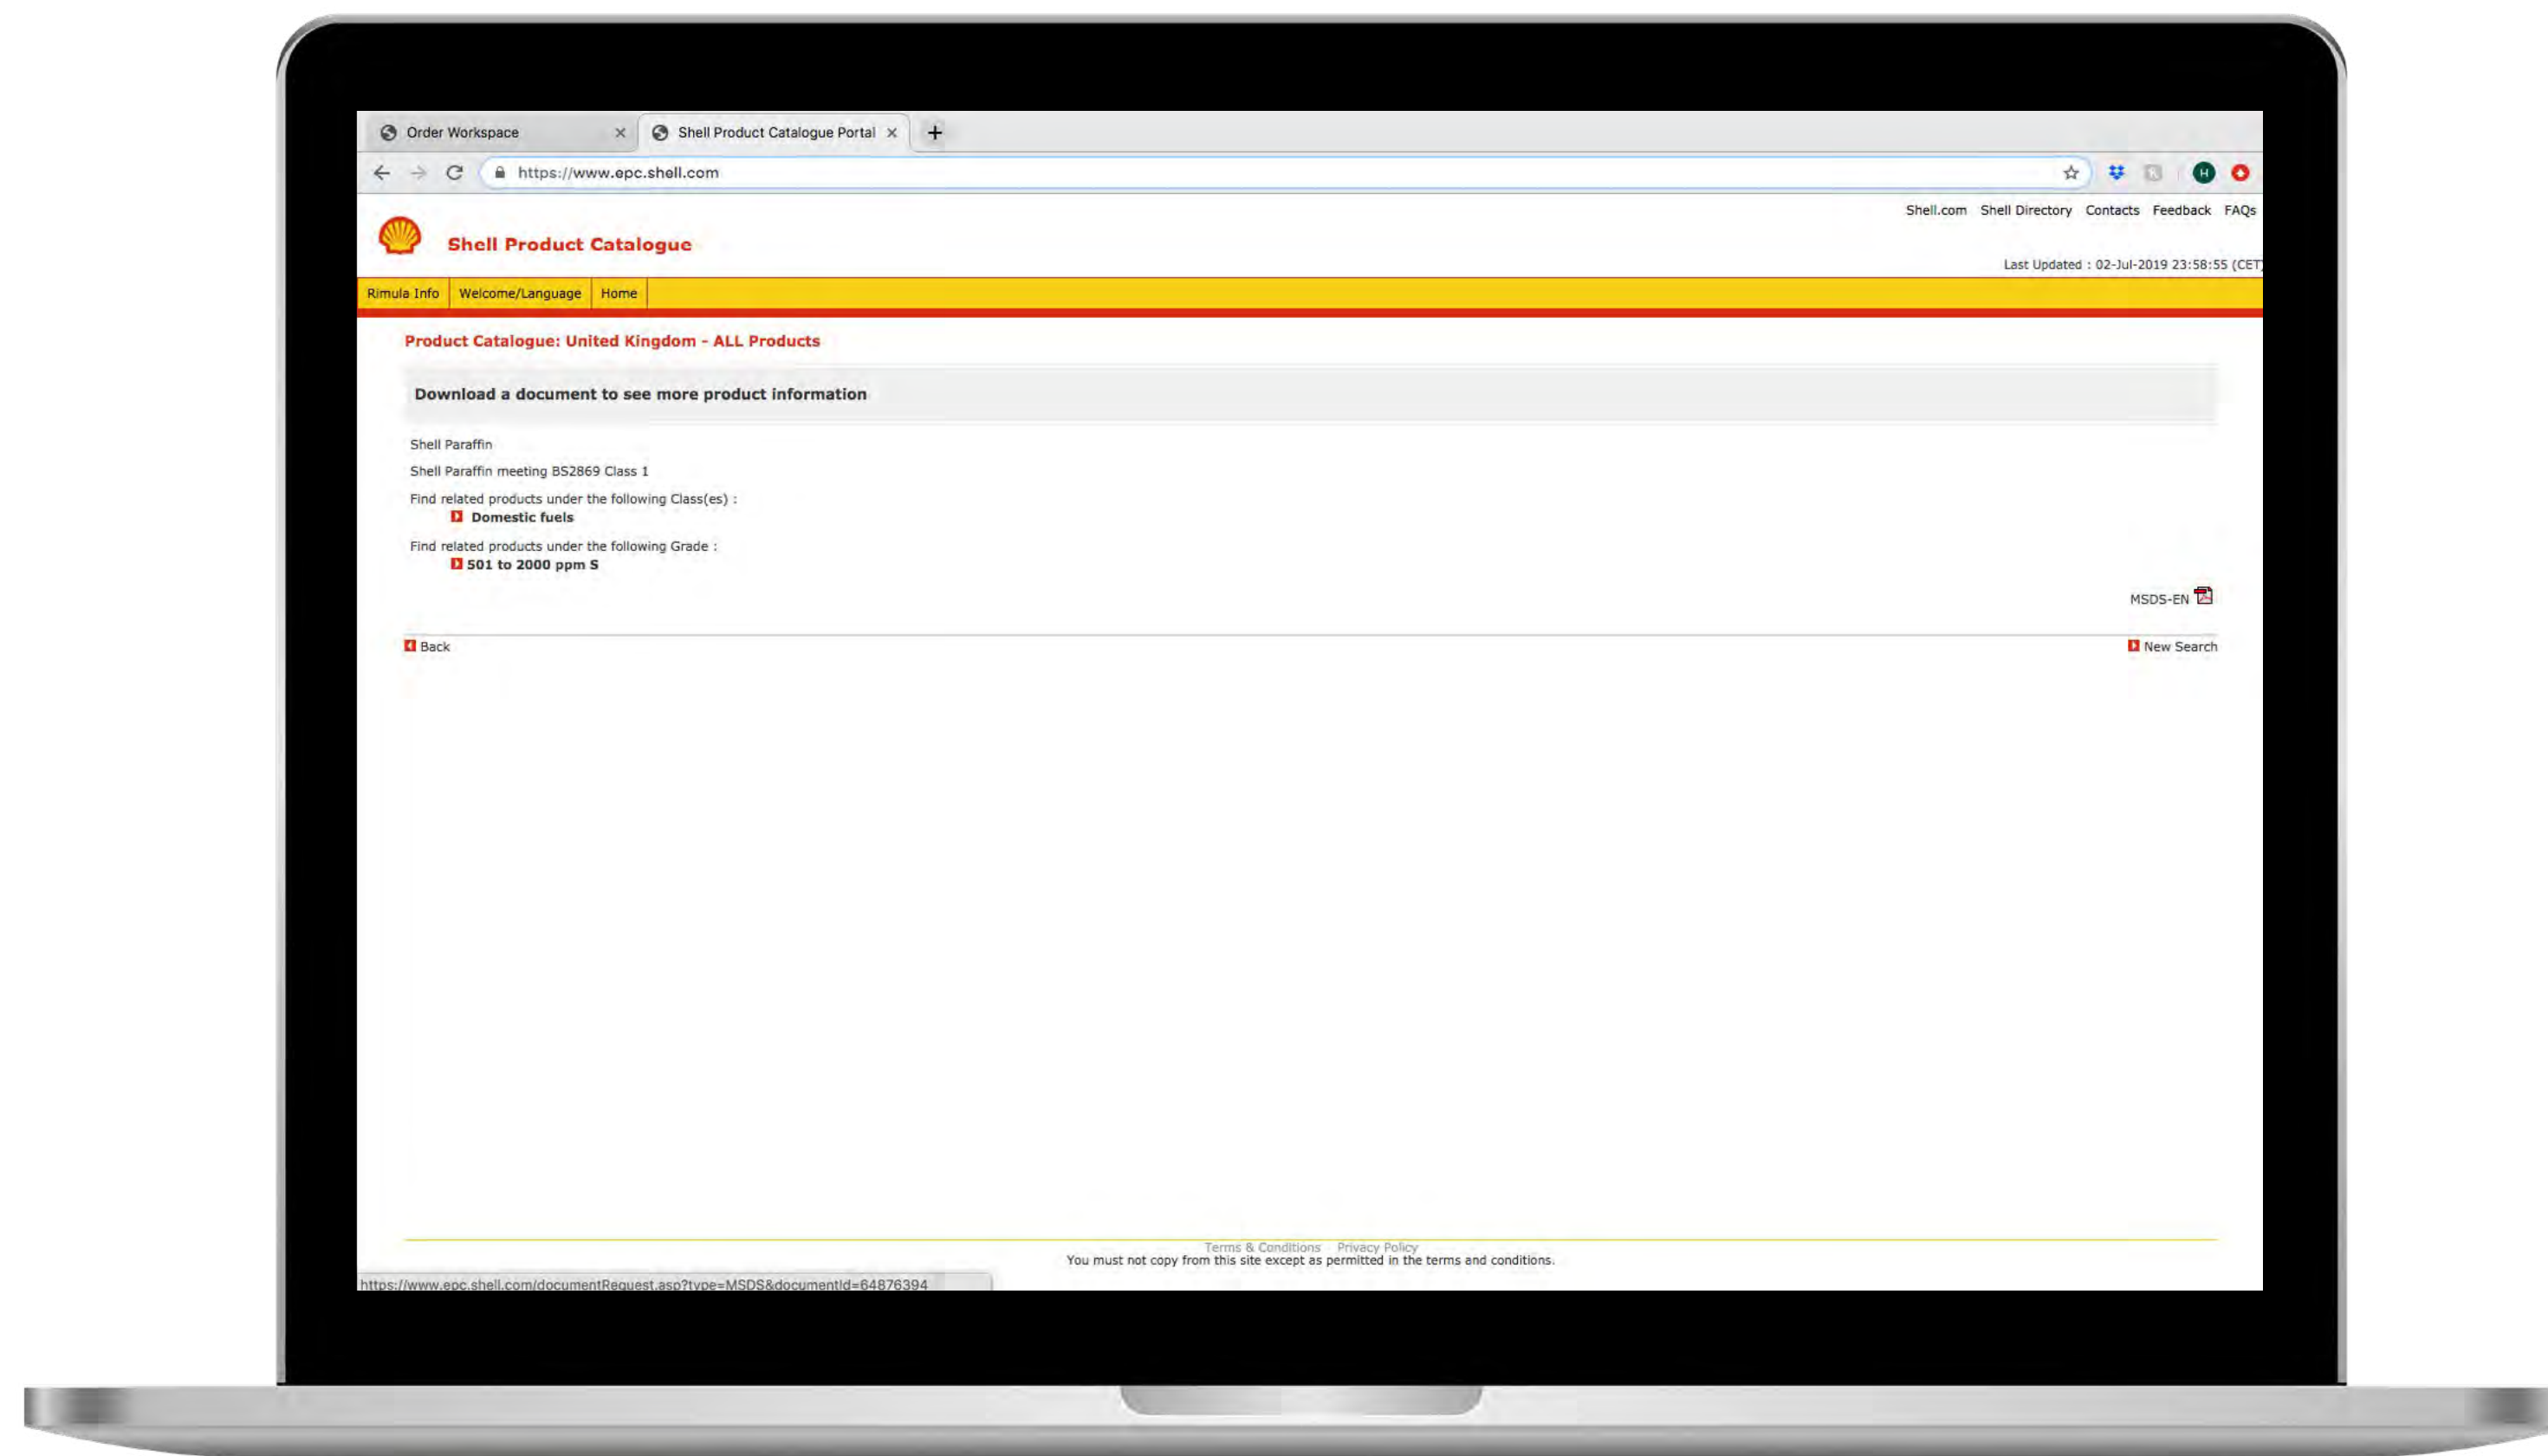 Order Workspace
Shell Product Catalogue Portal
https://www.epc.shell.com
H
Shell.com Shell Directory Contacts Feedback FAQs
Shell Product Catalogue
Last Updated : 02-Jul-2019 23:58:55 (CET)
Rimula Info Welcome/Language Home
Product Catalogue: United Kingdom - ALL Products
Download a document to see more product information
Shell Paraffin
Shell Paraffin meeting BS2869 Class 1
Find related products under the following Class(es) :
Domestic fuels
Find related products under the following Grade :
501 to 2000 ppm S
MSDS-EN
Back New Search
Terms & Conditions Privacy Policy
You must not copy from this site except as permitted in the terms and conditions.
https://www.epc.shell.com/documentRequest.asp?type=MSDS&documentId=64876394